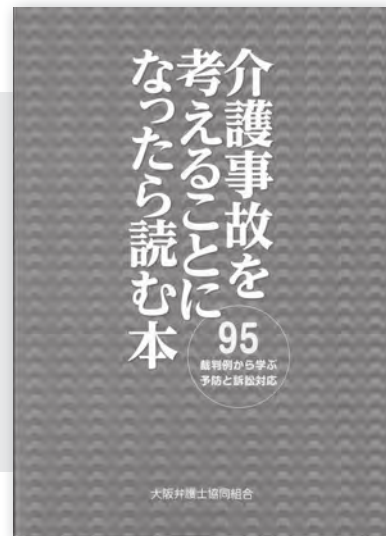 介護事故を
考えることに
なったら読む本
95
裁判例から学ぶ
予防と訴訟対応
大阪弁護士協同組合